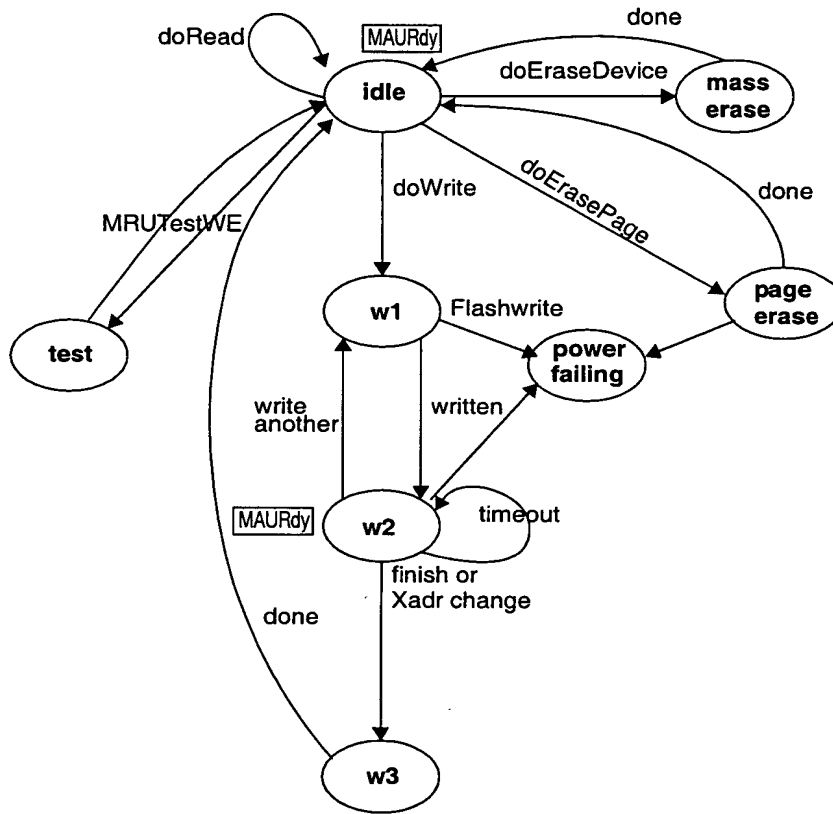 done
doRead
MAURdy
doEraseDevice
idle
mass
erase
doWrite
doErasePage
done
MRUTestWE
w1
Flashwrite
page
erase
test
power
failing
write
another
written
MAURdy
w2
timeout
finish or
Xadr change
done
w3